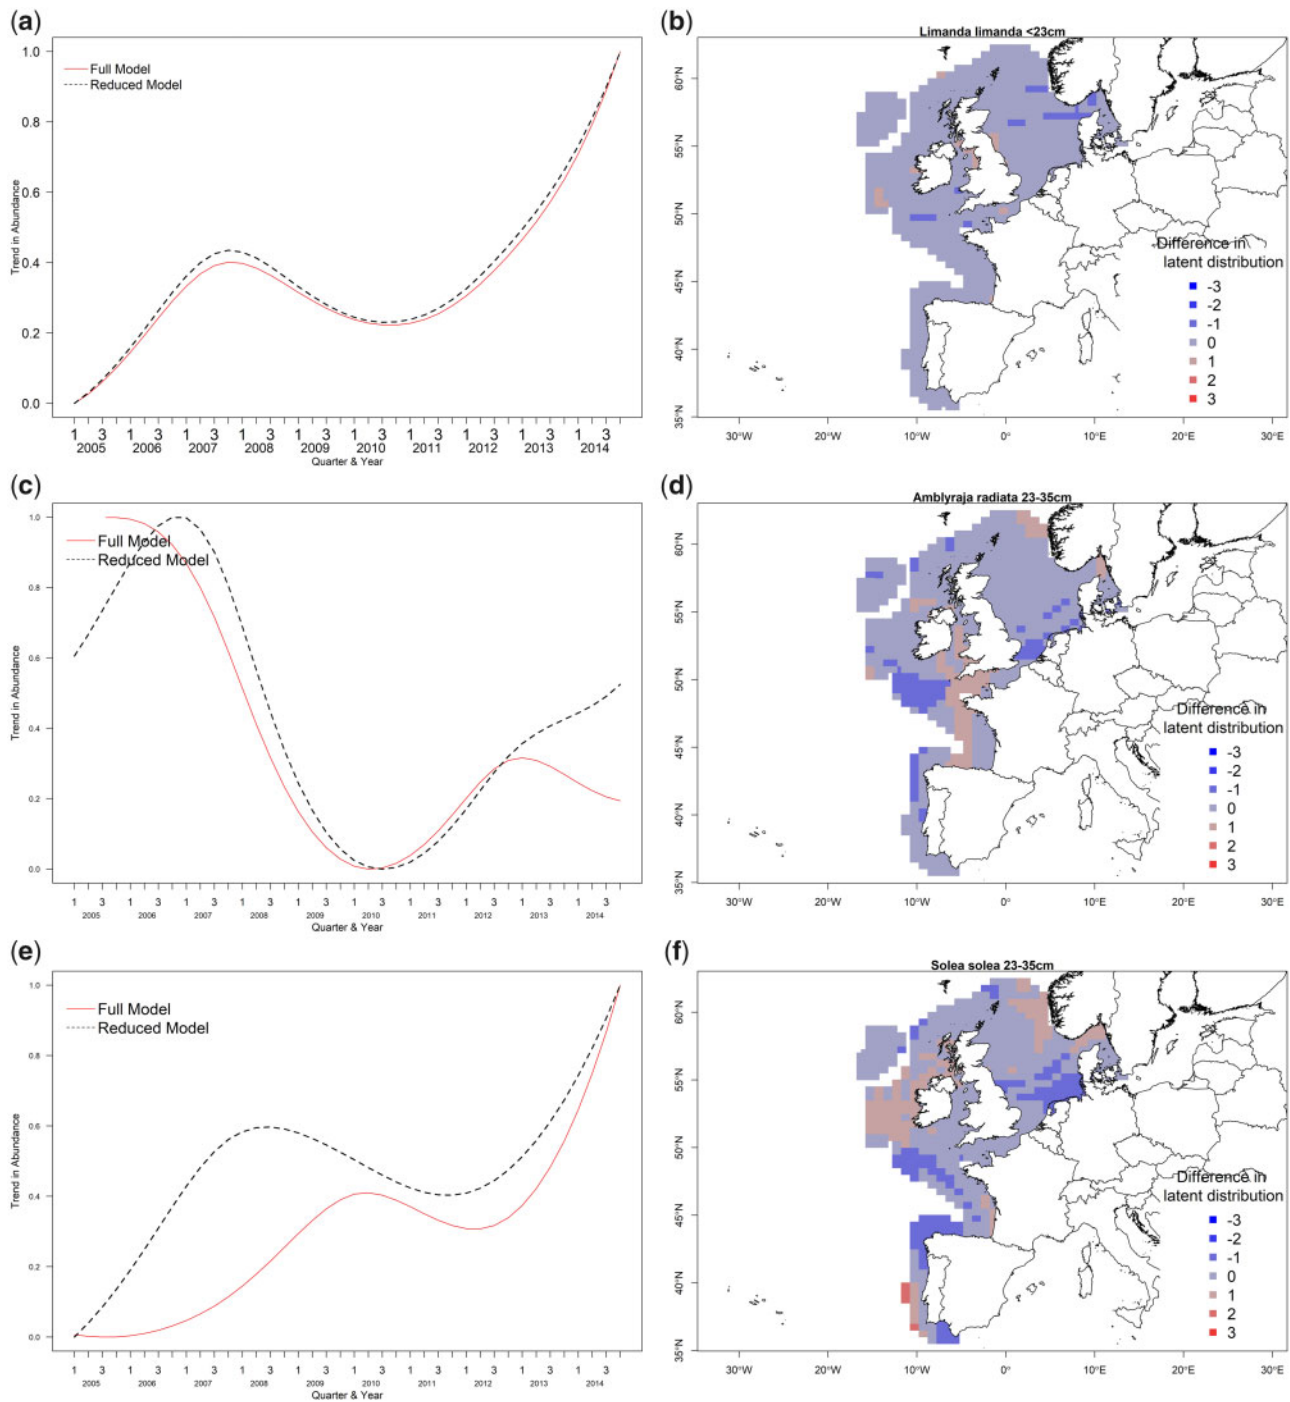 (a)
1.0
0.8
0.6
0.4
0.2
0.0
Trend in Abundance
Full Model
Reduced Model
1 3 1 3 1 3 1 3 1 3 1 3 1 3 1 3 1 3 1 3
2005 2006 2007 2008 2009 2010 2011 2012 2013 2014
Quarter & Year
(b)
Limanda limanda <23cm
60°N
55°N
50°N
45°N
40°N
35°N
Difference in
latent distribution
-3
-2
-1
0
1
2
3
30°W 20°W 10°W 0° 10°E 20°E 30°E
(c)
1.0
0.8
0.6
0.4
0.2
0.0
Trend in Abundance
Full Model
Reduced Model
1 3 1 3 1 3 1 3 1 3 1 3 1 3 1 3 1 3 1 3
2005 2006 2007 2008 2009 2010 2011 2012 2013 2014
Quarter & Year
(d)
Amblyraja radiata 23-35cm
60°N
55°N
50°N
45°N
40°N
35°N
Difference in
latent distribution
-3
-2
-1
0
1
2
3
30°W 20°W 10°W 0° 10°E 20°E 30°E
(e)
1.0
0.8
0.6
0.4
0.2
0.0
Trend in Abundance
Full Model
Reduced Model
1 3 1 3 1 3 1 3 1 3 1 3 1 3 1 3 1 3 1 3
2005 2006 2007 2008 2009 2010 2011 2012 2013 2014
Quarter & Year
(f)
Solea solea 23-35cm
60°N
55°N
50°N
45°N
40°N
35°N
Difference in
latent distribution
-3
-2
-1
0
1
2
3
30°W 20°W 10°W 0° 10°E 20°E 30°E